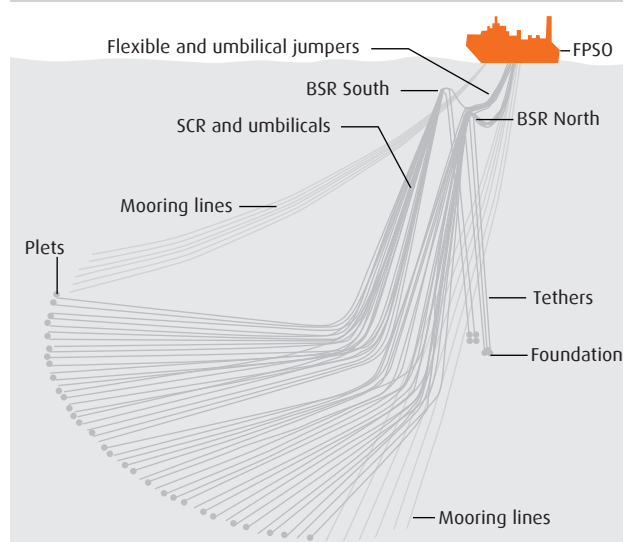 Flexible and umbilical jumpers
FPSO
BSR South
BSR North
SCR and umbilicals
Mooring lines
Plets
Tethers
Foundation
Mooring lines